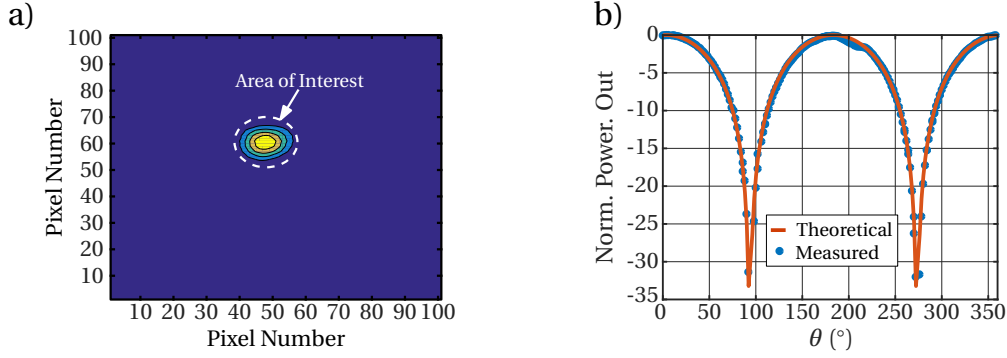 a)
100
90
80
70
60
50
40
30
20
10
Pixel Number
Area of Interest
10 20 30 40 50 60 70 80 90 100
Pixel Number
b)
0
-5
-10
-15
-20
-25
-30
-35
Norm. Power. Out
Theoretical
Measured
0 50 100 150 200 250 300 350
θ (°)